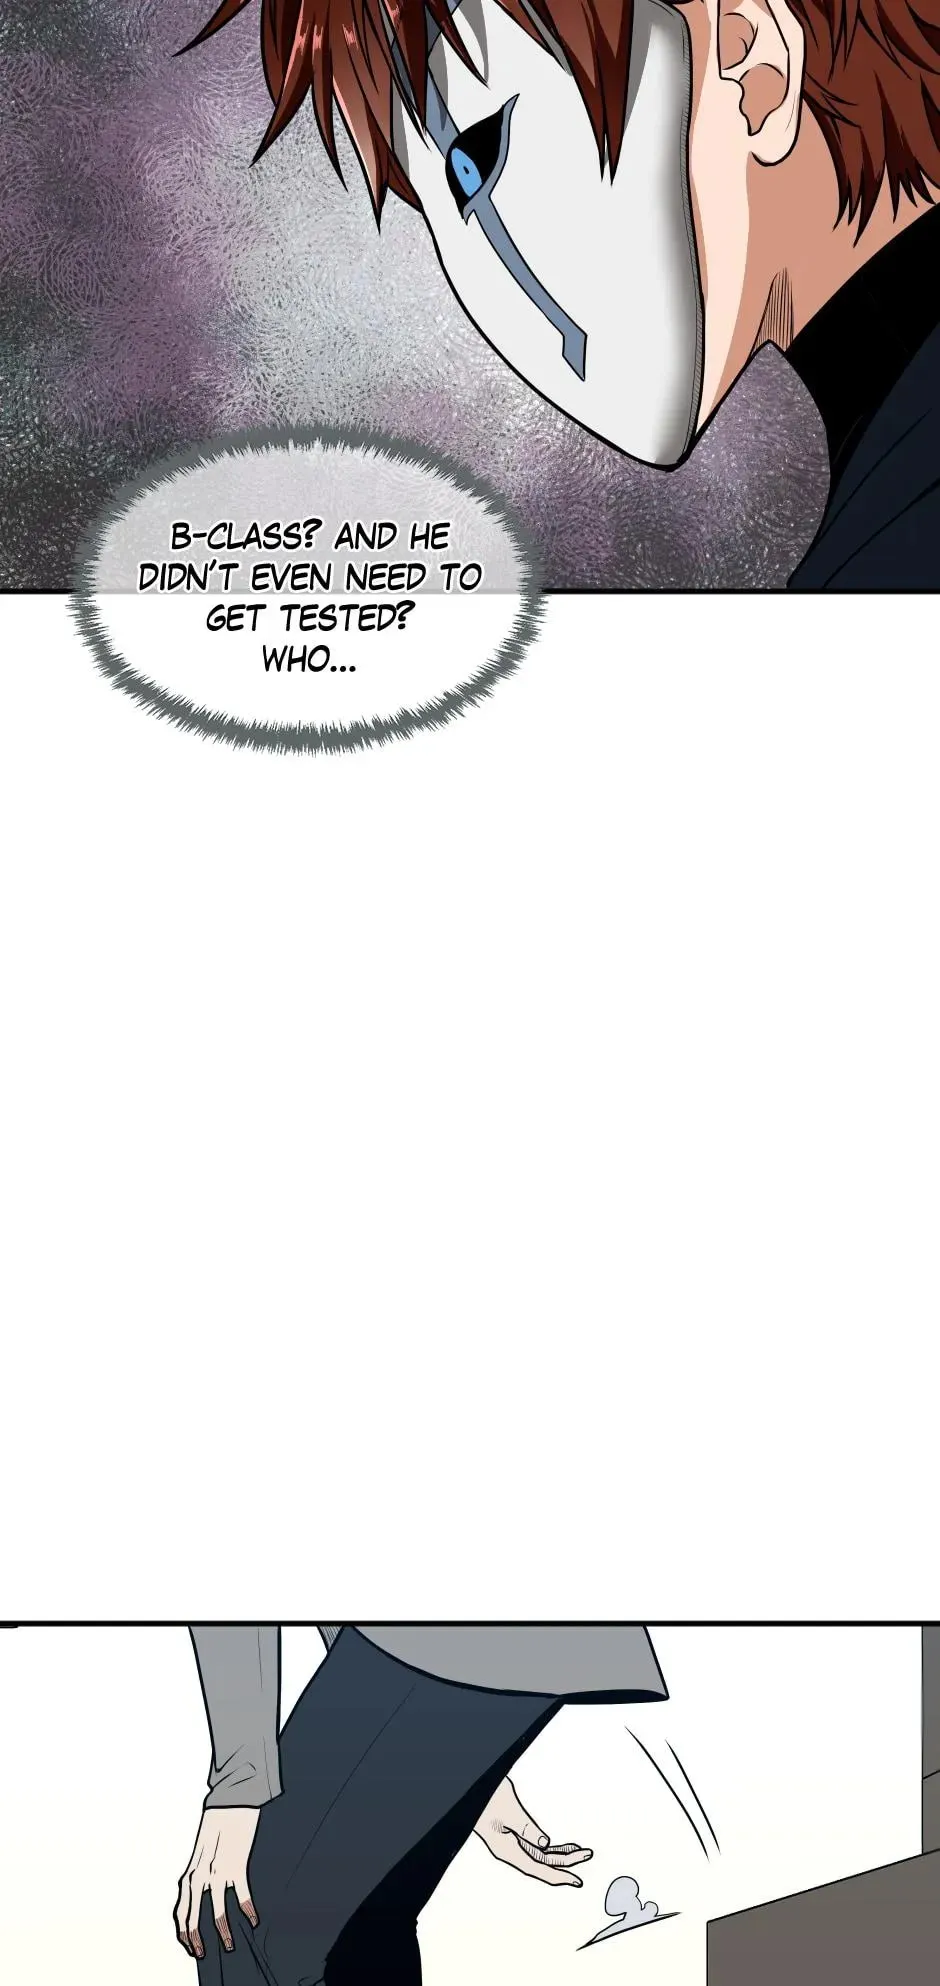 B-CLASS? AND HE
DIDN'T EVEN NEED TO
GET TESTED?
WHO...